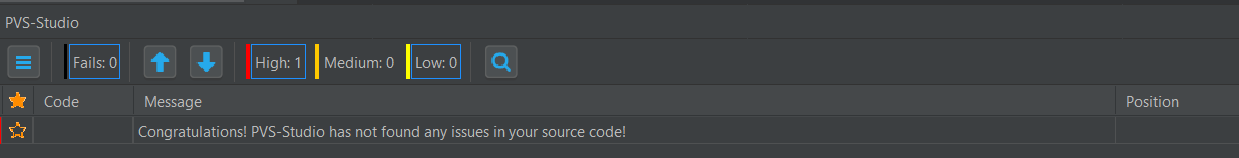 PVS-Studio
Fails: 0 High: 1 Medium: 0 Low: 0
Code Message Position
Congratulations! PVS-Studio has not found any issues in your source code!